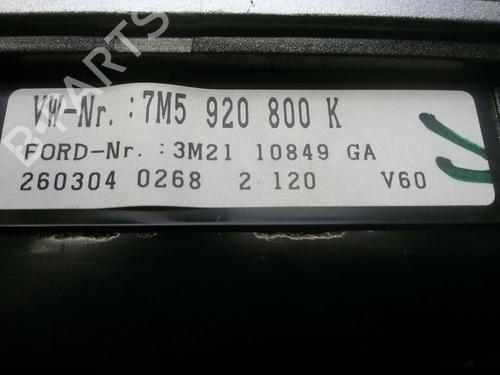 B-PARTS
VW-Nr. :7M5 920 800 K
FORD-Nr. :3M21 10849 GA
260304 0268 2 120 V60